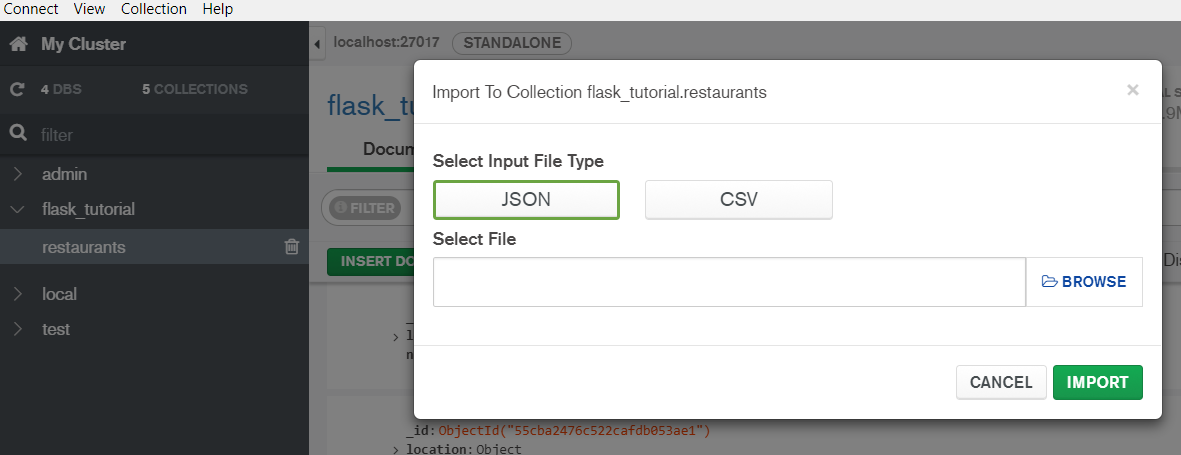 Connect View Collection Help
My Cluster
4 DBS 5 COLLECTIONS
filter
admin
flask_tutorial
restaurants
local
test
localhost:27017 STANDALONE
flask_tu
Docum
FILTER
INSERT DO
Import To Collection flask_tutorial.restaurants
×
Select Input File Type
JSON CSV
Select File
BROWSE
CANCEL IMPORT
_id: ObjectId("55cba2476c522cafdb053ae1")
location: Object